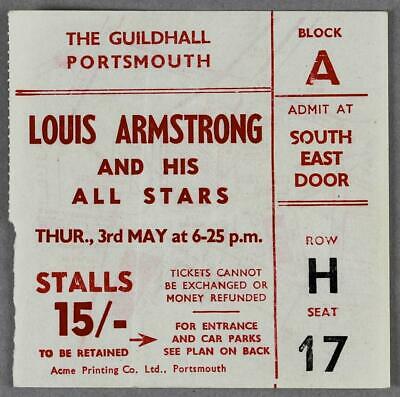 THE GUILDHALL
PORTSMOUTH
LOUIS ARMSTRONG
AND HIS
ALL STARS
THUR., 3rd MAY at 6-25 p.m.
STALLS
15/-
TO BE RETAINED
TICKETS CANNOT
BE EXCHANGED OR
MONEY REFUNDED
FOR ENTRANCE
AND CAR PARKS
SEE PLAN ON BACK
Acme Printing Co. Ltd., Portsmouth
BLOCK
A
ADMIT AT
SOUTH
EAST
DOOR
ROW
H
SEAT
17